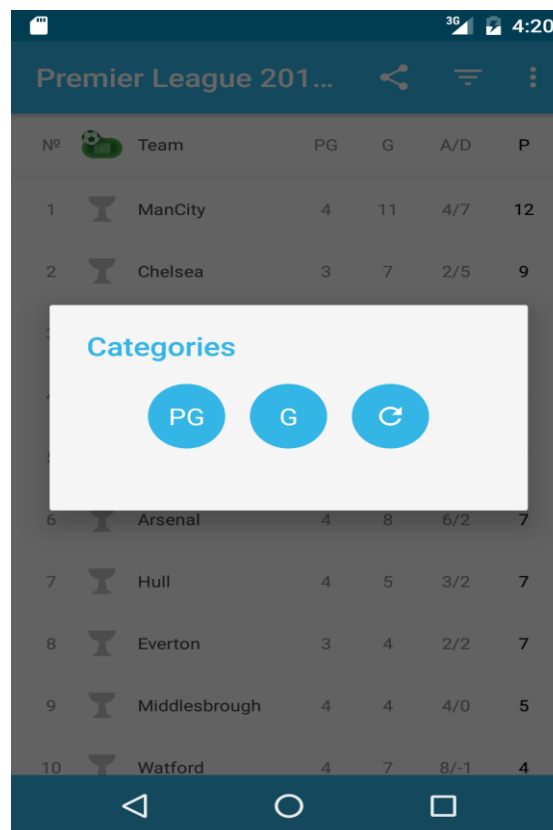 3G 4:20
Premier League 201...
Nº Team PG G A/D P
1 ManCity 4 11 4/7 12
2 Chelsea 3 7 2/5 9
Categories
PG G
6 Arsenal 4 8 6/2 7
7 Hull 4 5 3/2 7
8 Everton 3 4 2/2 7
9 Middlesbrough 4 4 4/0 5
10 Watford 4 7 8/-1 4